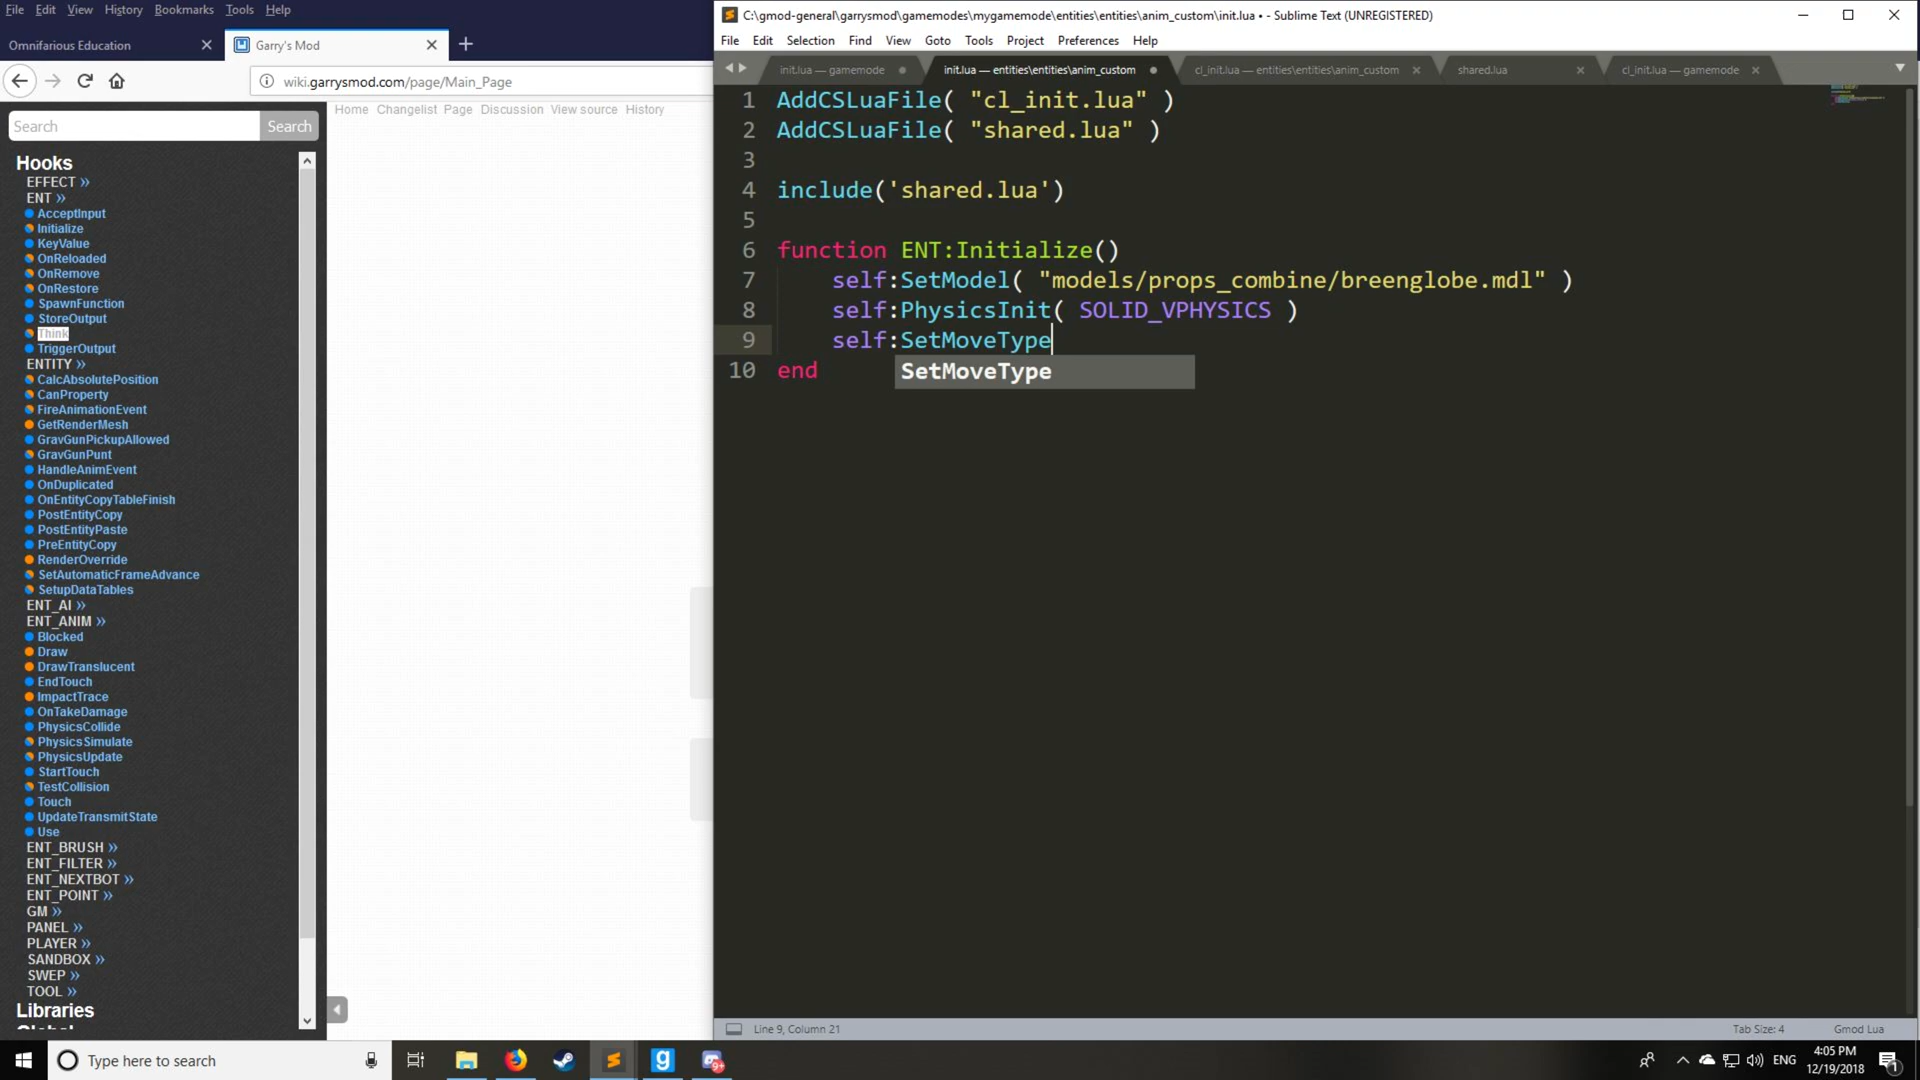 File Edit View History Bookmarks Tools Help
Omnifarious Education
Garry's Mod
wiki.garrysmod.com/page/Main_Page
Home Changelist Page Discussion View source History
Search Search
Hooks
EFFECT »
ENT »
AcceptInput
Initialize
KeyValue
OnReloaded
OnRemove
OnRestore
SpawnFunction
StoreOutput
Think
TriggerOutput
ENTITY »
CalcAbsolutePosition
CanProperty
FireAnimationEvent
GetRenderMesh
GravGunPickupAllowed
GravGunPunt
HandleAnimEvent
OnDuplicated
OnEntityCopyTableFinish
PostEntityCopy
PostEntityPaste
PreEntityCopy
RenderOverride
SetAutomaticFrameAdvance
SetupDataTables
ENT_AI »
ENT_ANIM »
Blocked
Draw
DrawTranslucent
EndTouch
ImpactTrace
OnTakeDamage
PhysicsCollide
PhysicsSimulate
PhysicsUpdate
StartTouch
TestCollision
Touch
UpdateTransmitState
Use
ENT_BRUSH »
ENT_FILTER »
ENT_NEXTBOT »
ENT_POINT »
GM »
PANEL »
PLAYER »
SANDBOX »
SWEP »
TOOL »
Libraries
Global
C:\gmod-general\garrysmod\gamemodes\mygamemode\entities\entities\anim_custom\init.lua • - Sublime Text (UNREGISTERED)
File Edit Selection Find View Goto Tools Project Preferences Help
init.lua — gamemode
init.lua — entities\entities\anim_custom
cl_init.lua — entities\entities\anim_custom
shared.lua
cl_init.lua — gamemode
1 AddCSLuaFile( "cl_init.lua" )
2 AddCSLuaFile( "shared.lua" )
3
4 include('shared.lua')
5
6 function ENT:Initialize()
7 self:SetModel( "models/props_combine/breenglobe.mdl" )
8 self:PhysicsInit( SOLID_VPHYSICS )
9 self:SetMoveType
SetMoveType
10 end
Line 9, Column 21
Tab Size: 4
Gmod Lua
Type here to search
9+
ENG
4:05 PM
12/19/2018
1